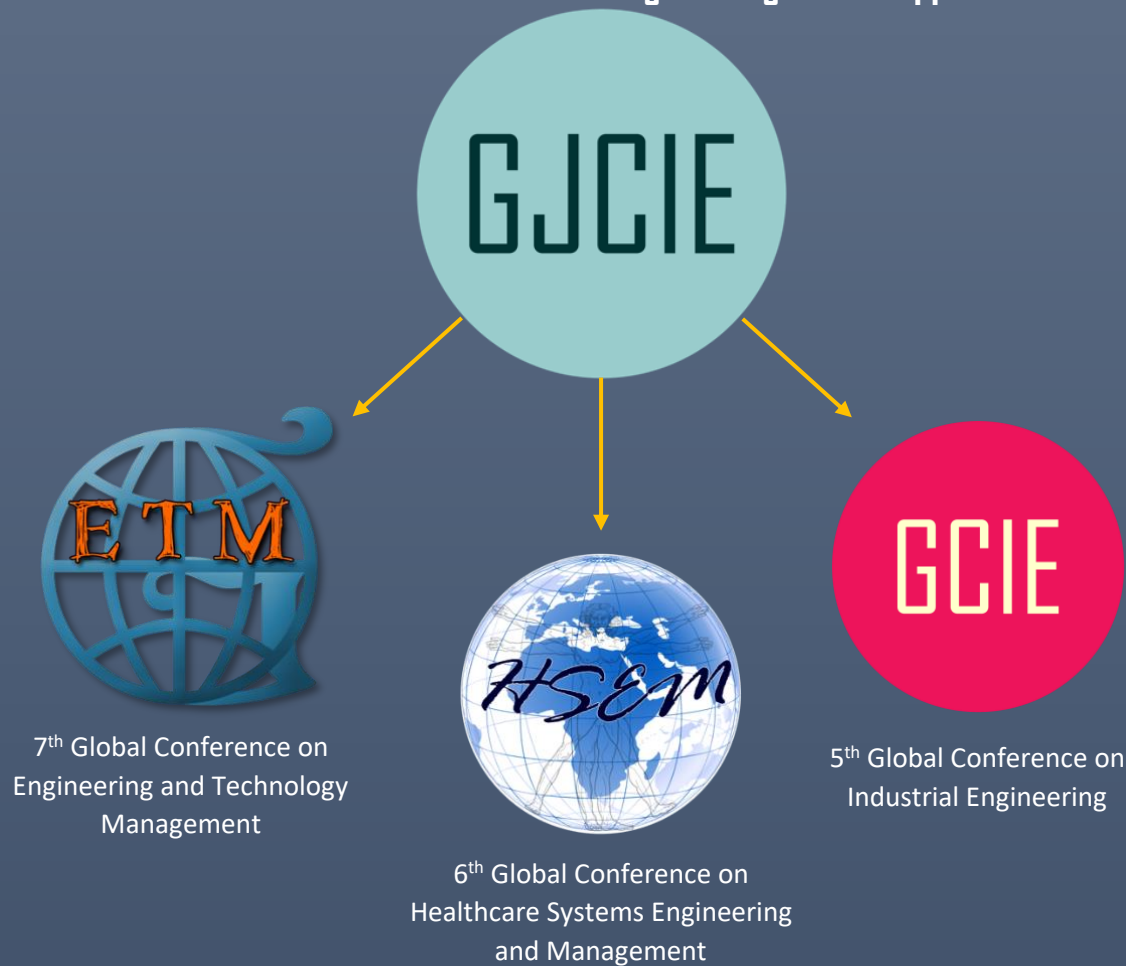 GJCIE
ETM
HSEM
GCIE
7th Global Conference on
Engineering and Technology
Management
6th Global Conference on
Healthcare Systems Engineering
and Management
5th Global Conference on
Industrial Engineering